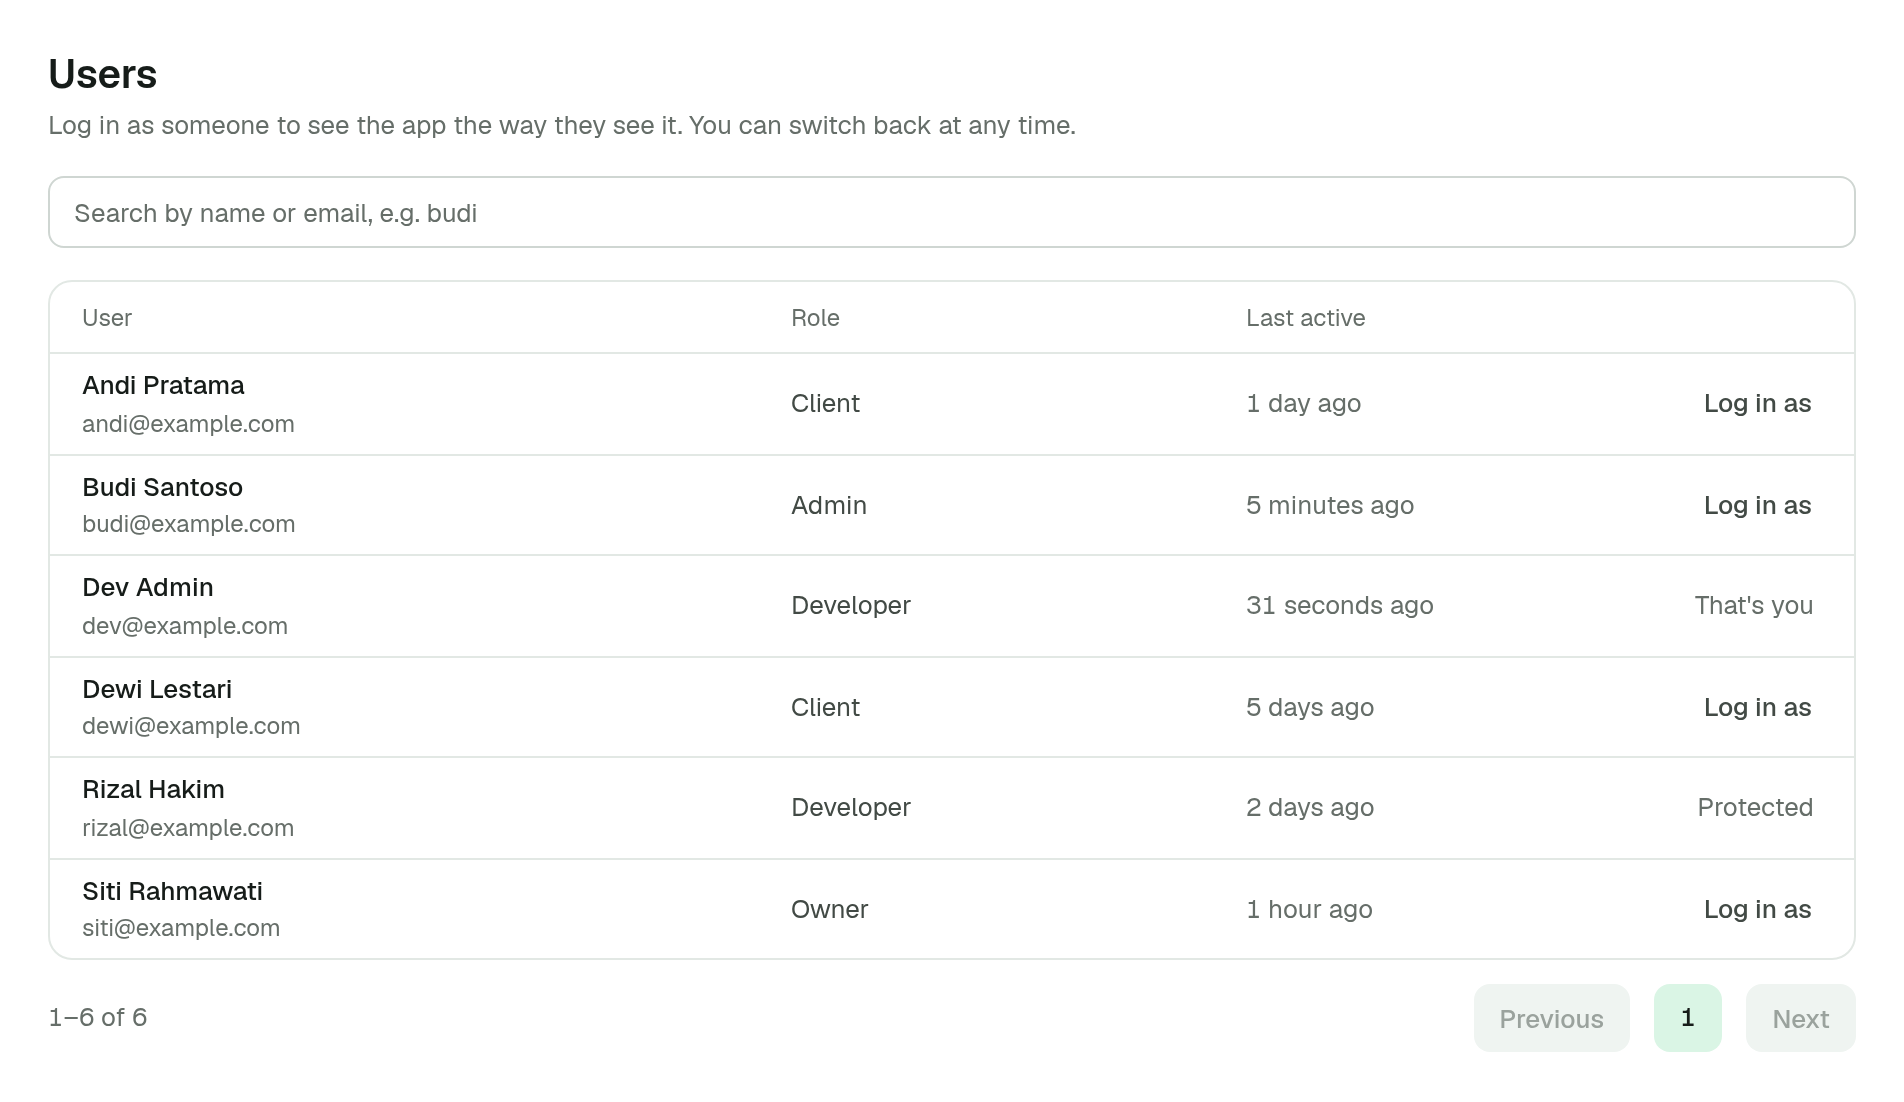 Users
Log in as someone to see the app the way they see it. You can switch back at any time.
Search by name or email, e.g. budi
User Role Last active
Andi Pratama
andi@example.com
Client 1 day ago Log in as
Budi Santoso
budi@example.com
Admin 5 minutes ago Log in as
Dev Admin
dev@example.com
Developer 31 seconds ago That's you
Dewi Lestari
dewi@example.com
Client 5 days ago Log in as
Rizal Hakim
rizal@example.com
Developer 2 days ago Protected
Siti Rahmawati
siti@example.com
Owner 1 hour ago Log in as
1–6 of 6 Previous 1 Next